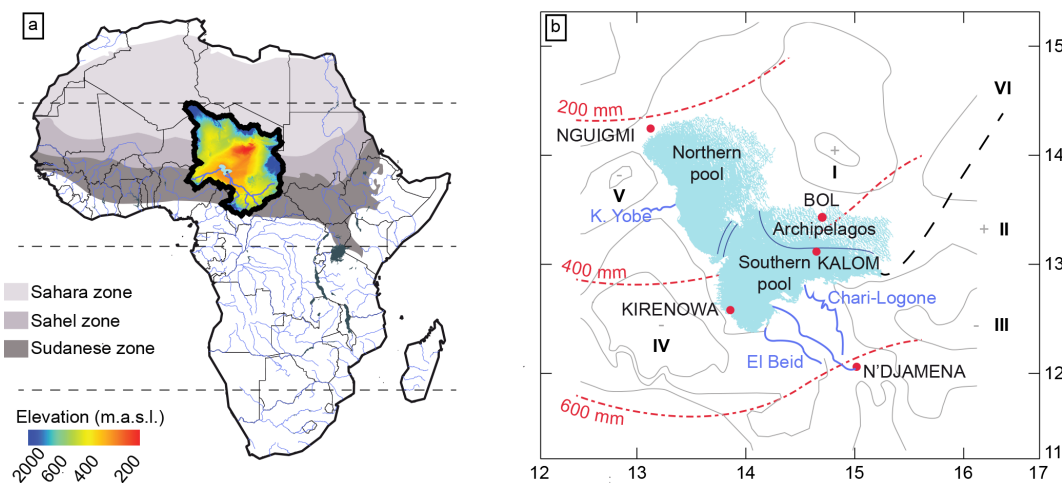 a
Sahara zone
Sahel zone
Sudanese zone
Elevation (m.a.s.l.)
2000 600 400 200
b
15
14
13
12
11
12 13 14 15 16 17
200 mm
NGUIGMI
Northern
pool
V
K. Yobe
I
BOL
Archipelagos
VI
II
400 mm
Southern
pool
KALOM
KIRENOWA
Chari-Logone
III
IV
El Beid
N'DJAMENA
600 mm